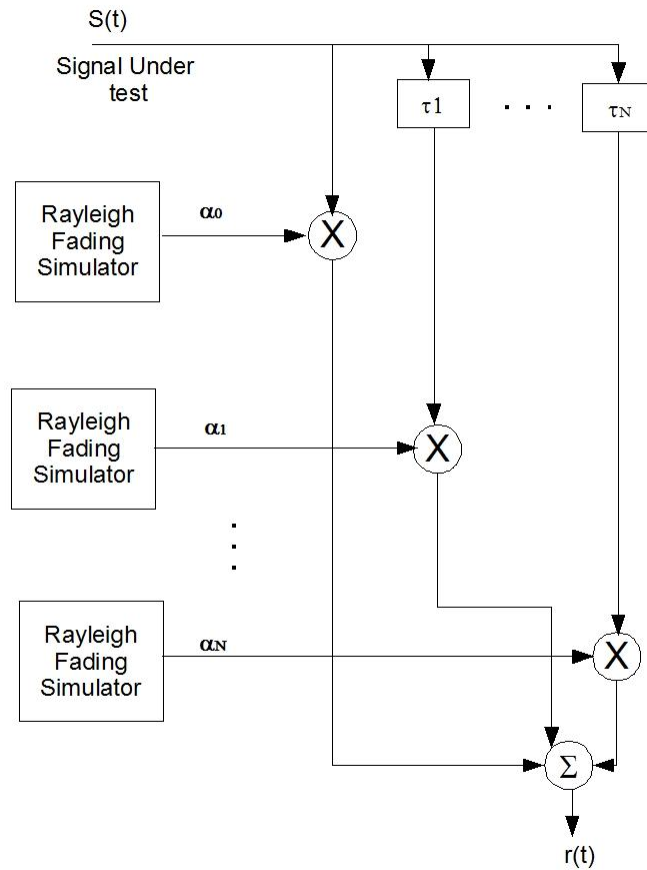 S(t)
Signal Under
test
τ1
. . .
τN
Rayleigh
Fading
Simulator
α0
X
Rayleigh
Fading
Simulator
α1
X
Rayleigh
Fading
Simulator
αN
X
Σ
r(t)